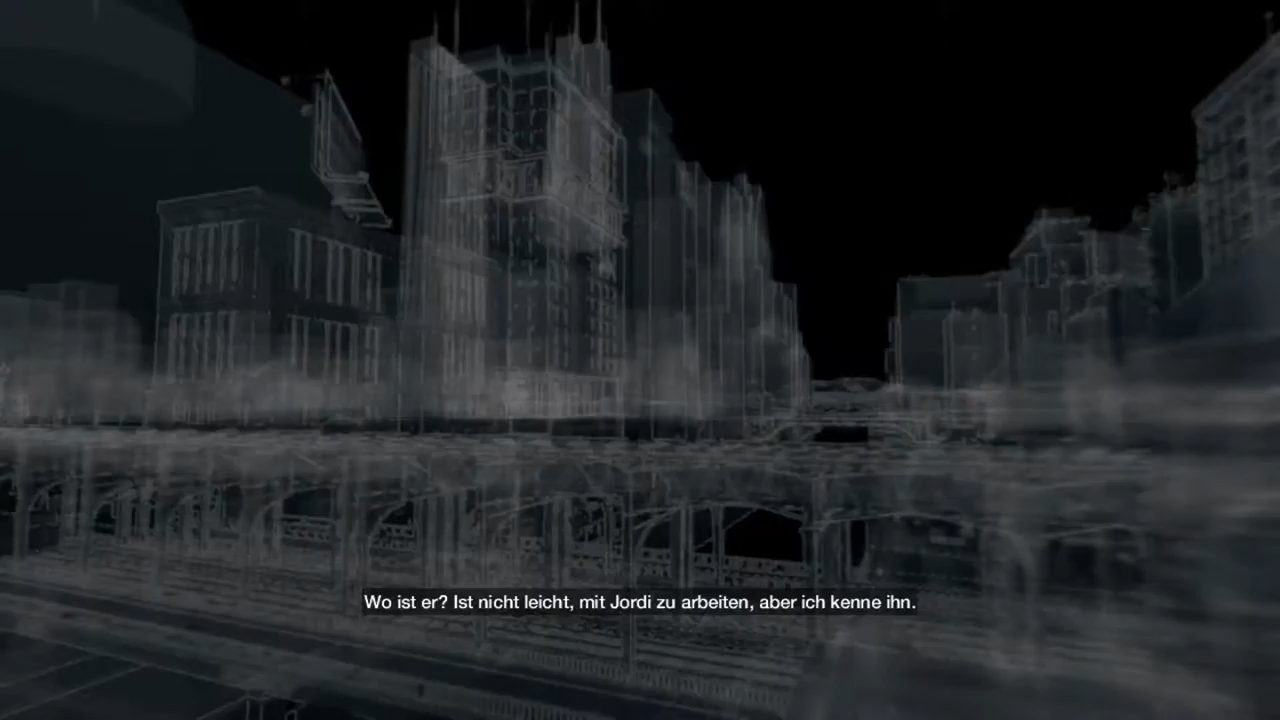 Wo ist er? Ist nicht leicht, mit Jordi zu arbeiten, aber ich kenne ihn.